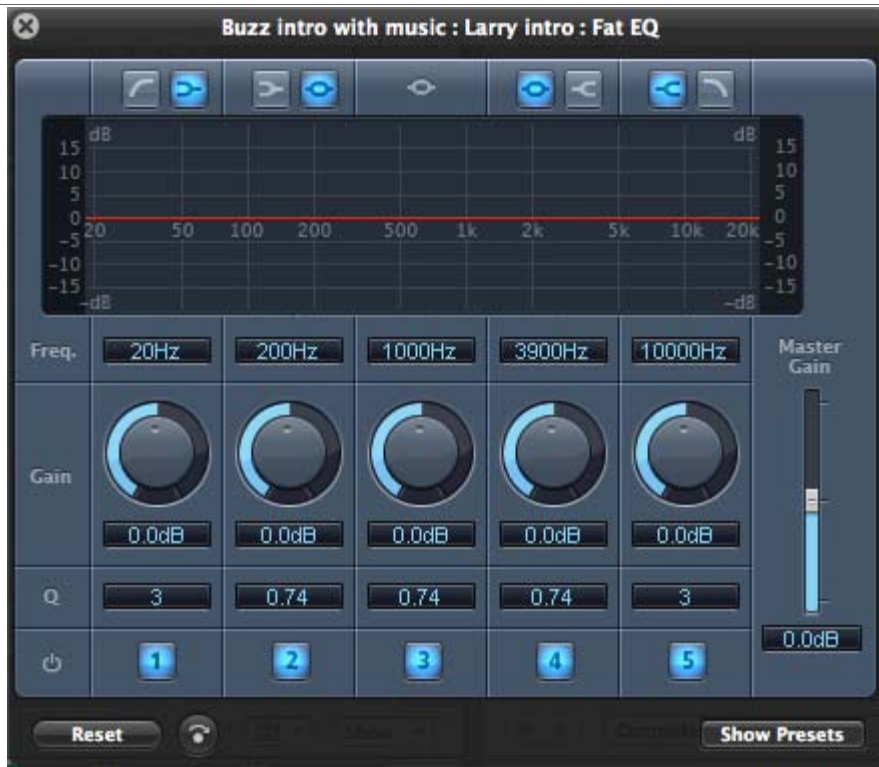 Buzz intro with music : Larry intro : Fat EQ
dB dB
15 15
10 10
5 5
0 0
20 50 100 200 500 1k 2k 5k 10k 20k
-5 -5
-10 -10
-15 -15
-dB -dB
Freq. 20Hz 200Hz 1000Hz 3900Hz 10000Hz
Master
Gain
Gain
0.0dB 0.0dB 0.0dB 0.0dB 0.0dB
Q 3 0.74 0.74 0.74 3
0.0dB
1 2 3 4 5
Reset Show Presets